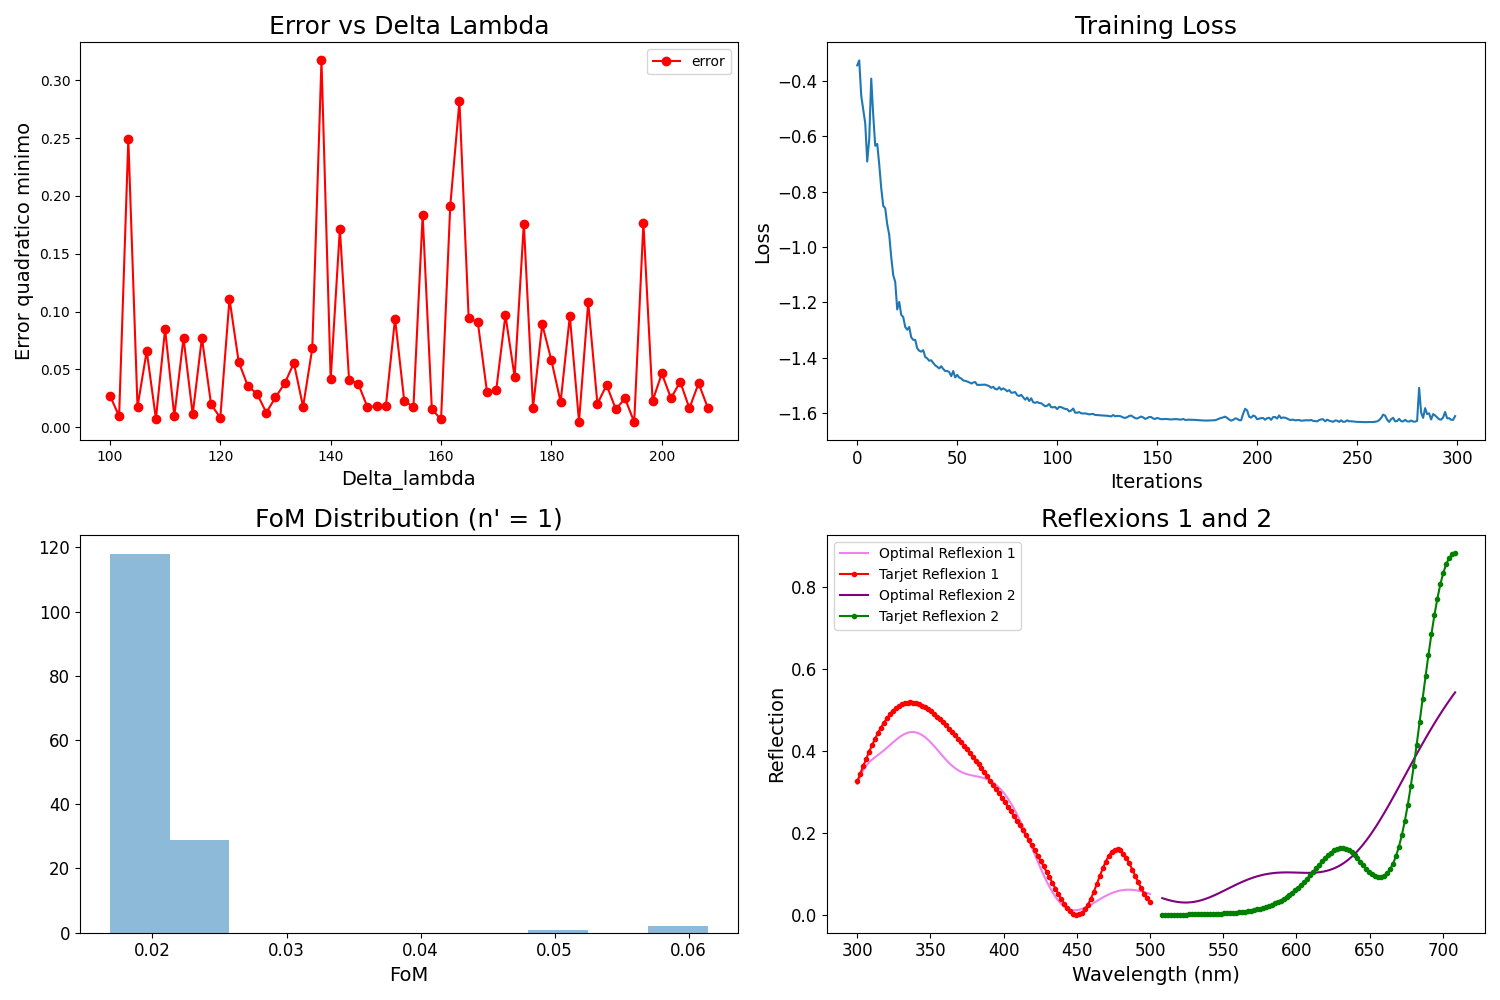 Error vs Delta Lambda
error
Error quadratico minimo
0.30
0.25
0.20
0.15
0.10
0.05
0.00
100 120 140 160 180 200
Delta_lambda
Training Loss
Loss
−0.4
−0.6
−0.8
−1.0
−1.2
−1.4
−1.6
0 50 100 150 200 250 300
Iterations
FoM Distribution (n' = 1)
120
100
80
60
40
20
0
0.02 0.03 0.04 0.05 0.06
FoM
Reflexions 1 and 2
Optimal Reflexion 1
Tarjet Reflexion 1
Optimal Reflexion 2
Tarjet Reflexion 2
Reflection
0.8
0.6
0.4
0.2
0.0
300 350 400 450 500 550 600 650 700
Wavelength (nm)